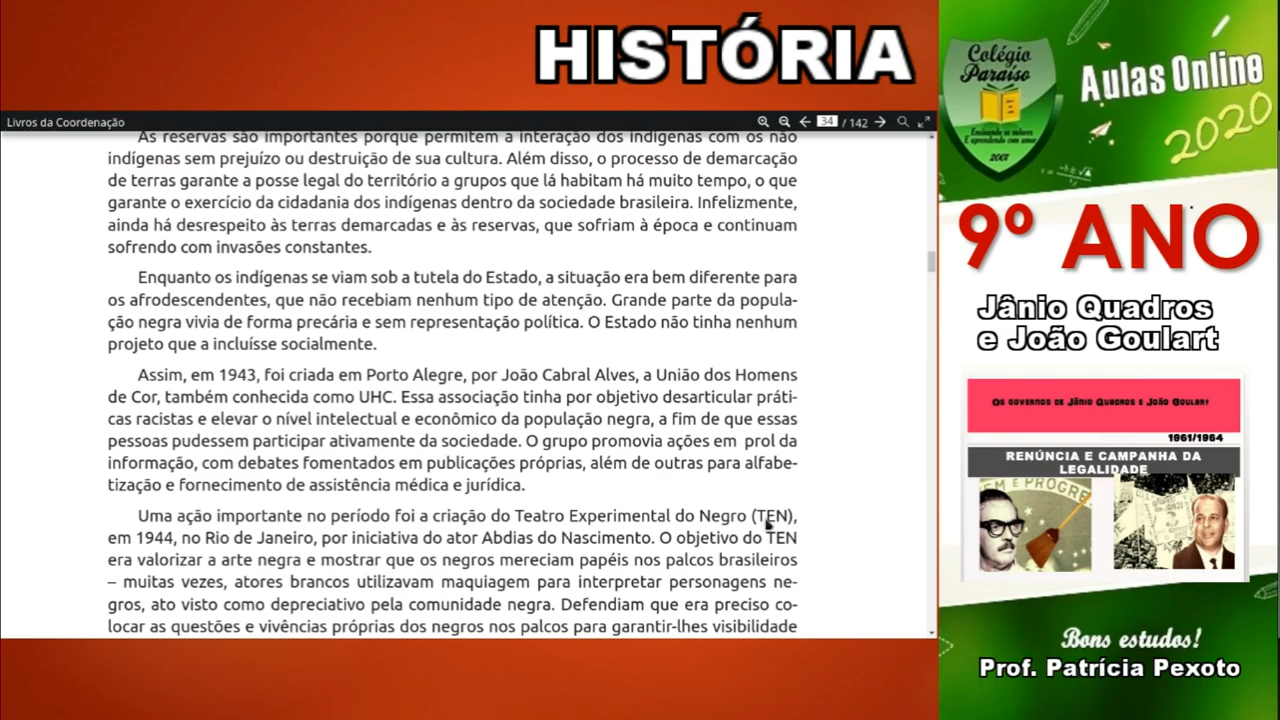 HISTÓRIA
Livros da Coordenação
34 / 142
As reservas são importantes porque permitem a interação dos indígenas com os não
indígenas sem prejuízo ou destruição de sua cultura. Além disso, o processo de demarcação
de terras garante a posse legal do território a grupos que lá habitam há muito tempo, o que
garante o exercício da cidadania dos indígenas dentro da sociedade brasileira. Infelizmente,
ainda há desrespeito às terras demarcadas e às reservas, que sofriam à época e continuam
sofrendo com invasões constantes.
Enquanto os indígenas se viam sob a tutela do Estado, a situação era bem diferente para
os afrodescendentes, que não recebiam nenhum tipo de atenção. Grande parte da popula-
ção negra vivia de forma precária e sem representação política. O Estado não tinha nenhum
projeto que a incluísse socialmente.
Assim, em 1943, foi criada em Porto Alegre, por João Cabral Alves, a União dos Homens
de Cor, também conhecida como UHC. Essa associação tinha por objetivo desarticular práti-
cas racistas e elevar o nível intelectual e econômico da população negra, a fim de que essas
pessoas pudessem participar ativamente da sociedade. O grupo promovia ações em prol da
informação, com debates fomentados em publicações próprias, além de outras para alfabe-
tização e fornecimento de assistência médica e jurídica.
Uma ação importante no período foi a criação do Teatro Experimental do Negro (TEN),
em 1944, no Rio de Janeiro, por iniciativa do ator Abdias do Nascimento. O objetivo do TEN
era valorizar a arte negra e mostrar que os negros mereciam papéis nos palcos brasileiros
– muitas vezes, atores brancos utilizavam maquiagem para interpretar personagens ne-
gros, ato visto como depreciativo pela comunidade negra. Defendiam que era preciso co-
locar as questões e vivências próprias dos negros nos palcos para garantir-lhes visibilidade
Colégio
Paraíso
Ensinando os valores
E aprendendo com amor
2007
Aulas Online
2020
9º ANO
Jânio Quadros
e João Goulart
Os governos de Jânio Quadros e João Goulart
1961/1964
RENÚNCIA E CAMPANHA DA
LEGALIDADE
EM E PROGRE
Bons estudos!
Prof. Patrícia Pexoto